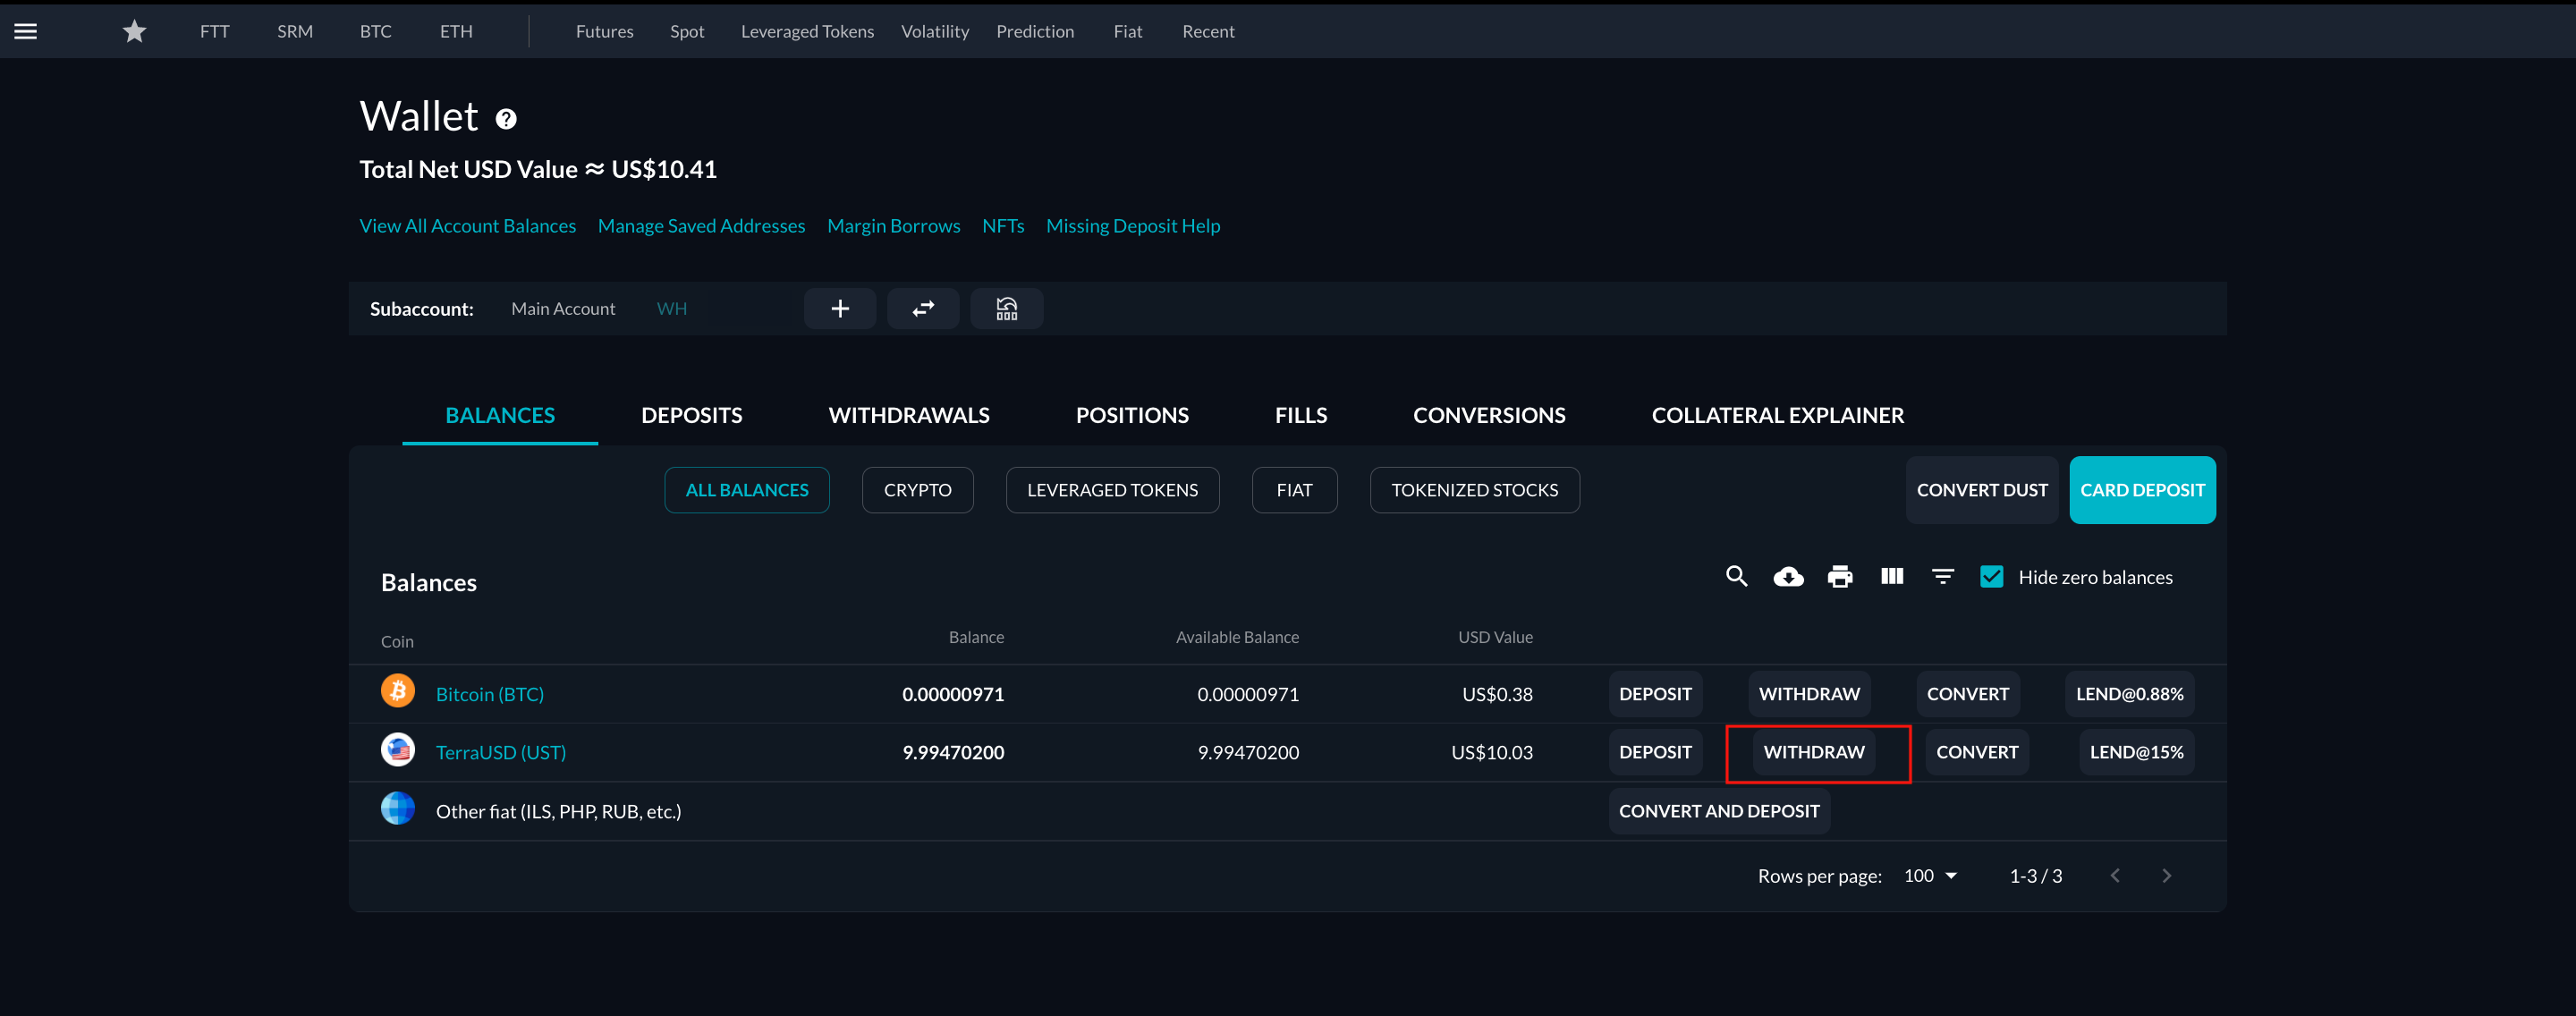 FTT SRM BTC ETH Futures Spot Leveraged Tokens Volatility Prediction Fiat Recent
Wallet ?
Total Net USD Value ≈ US$10.41
View All Account Balances Manage Saved Addresses Margin Borrows NFTs Missing Deposit Help
Subaccount: Main Account WH
BALANCES DEPOSITS WITHDRAWALS POSITIONS FILLS CONVERSIONS COLLATERAL EXPLAINER
ALL BALANCES CRYPTO LEVERAGED TOKENS FIAT TOKENIZED STOCKS CONVERT DUST CARD DEPOSIT
Balances Hide zero balances
Coin Balance Available Balance USD Value
Bitcoin (BTC) 0.00000971 0.00000971 US$0.38 DEPOSIT WITHDRAW CONVERT LEND@0.88%
TerraUSD (UST) 9.99470200 9.99470200 US$10.03 DEPOSIT WITHDRAW CONVERT LEND@15%
Other fiat (ILS, PHP, RUB, etc.) CONVERT AND DEPOSIT
Rows per page: 100 1-3 / 3